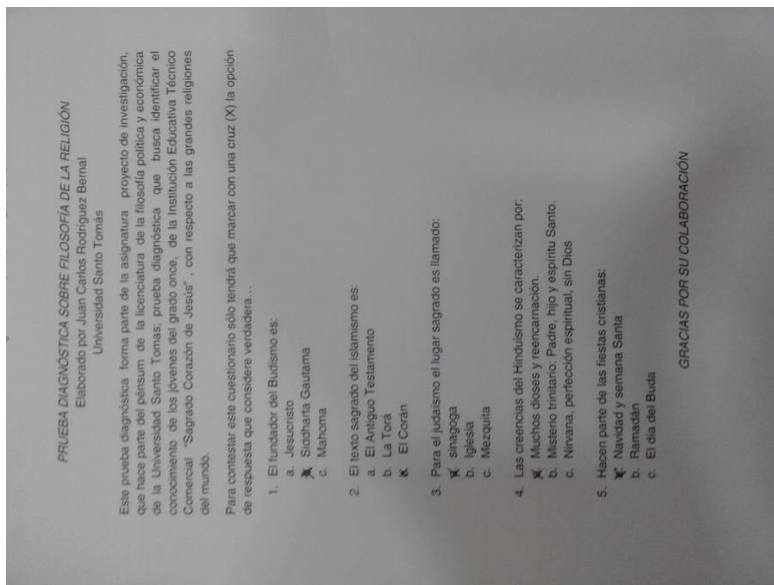 PRUEBA DIAGNÓSTICA SOBRE FILOSOFÍA DE LA RELIGIÓN
Elaborado por Juan Carlos Rodríguez Bernal
Universidad Santo Tomás
Este prueba diagnóstica forma parte de la asignatura proyecto de investigación,
que hace parte del pénsum de la licenciatura de la filosofía política y económica
de la Universidad Santo Tomas; prueba diagnóstica que busca identificar el
conocimiento de los jóvenes del grado once, de la Institución Educativa Técnico
Comercial "Sagrado Corazón de Jesús" , con respecto a las grandes religiones
del mundo.
Para contestar este cuestionario sólo tendrá que marcar con una cruz (X) la opción
de respuesta que considere verdadera...
1. El fundador del Budismo es:
a. Jesucristo
X Siddharta Gautama
c. Mahoma
2. El texto sagrado del islamismo es:
a. El Antiguo Testamento
b. La Torá
X El Corán
3. Para el judaísmo el lugar sagrado es llamado:
X sinagoga
b. Iglesia
c. Mezquita
4. Las creencias del Hinduismo se caracterizan por:
X Muchos dioses y reencarnación.
b. Misterio trinitario: Padre, hijo y espíritu Santo.
c. Nirvana, perfección espiritual, sin Dios
5. Hacen parte de las fiestas cristianas:
X Navidad y semana Santa
b. Ramadán
c. El día del Buda
GRACIAS POR SU COLABORACIÓN